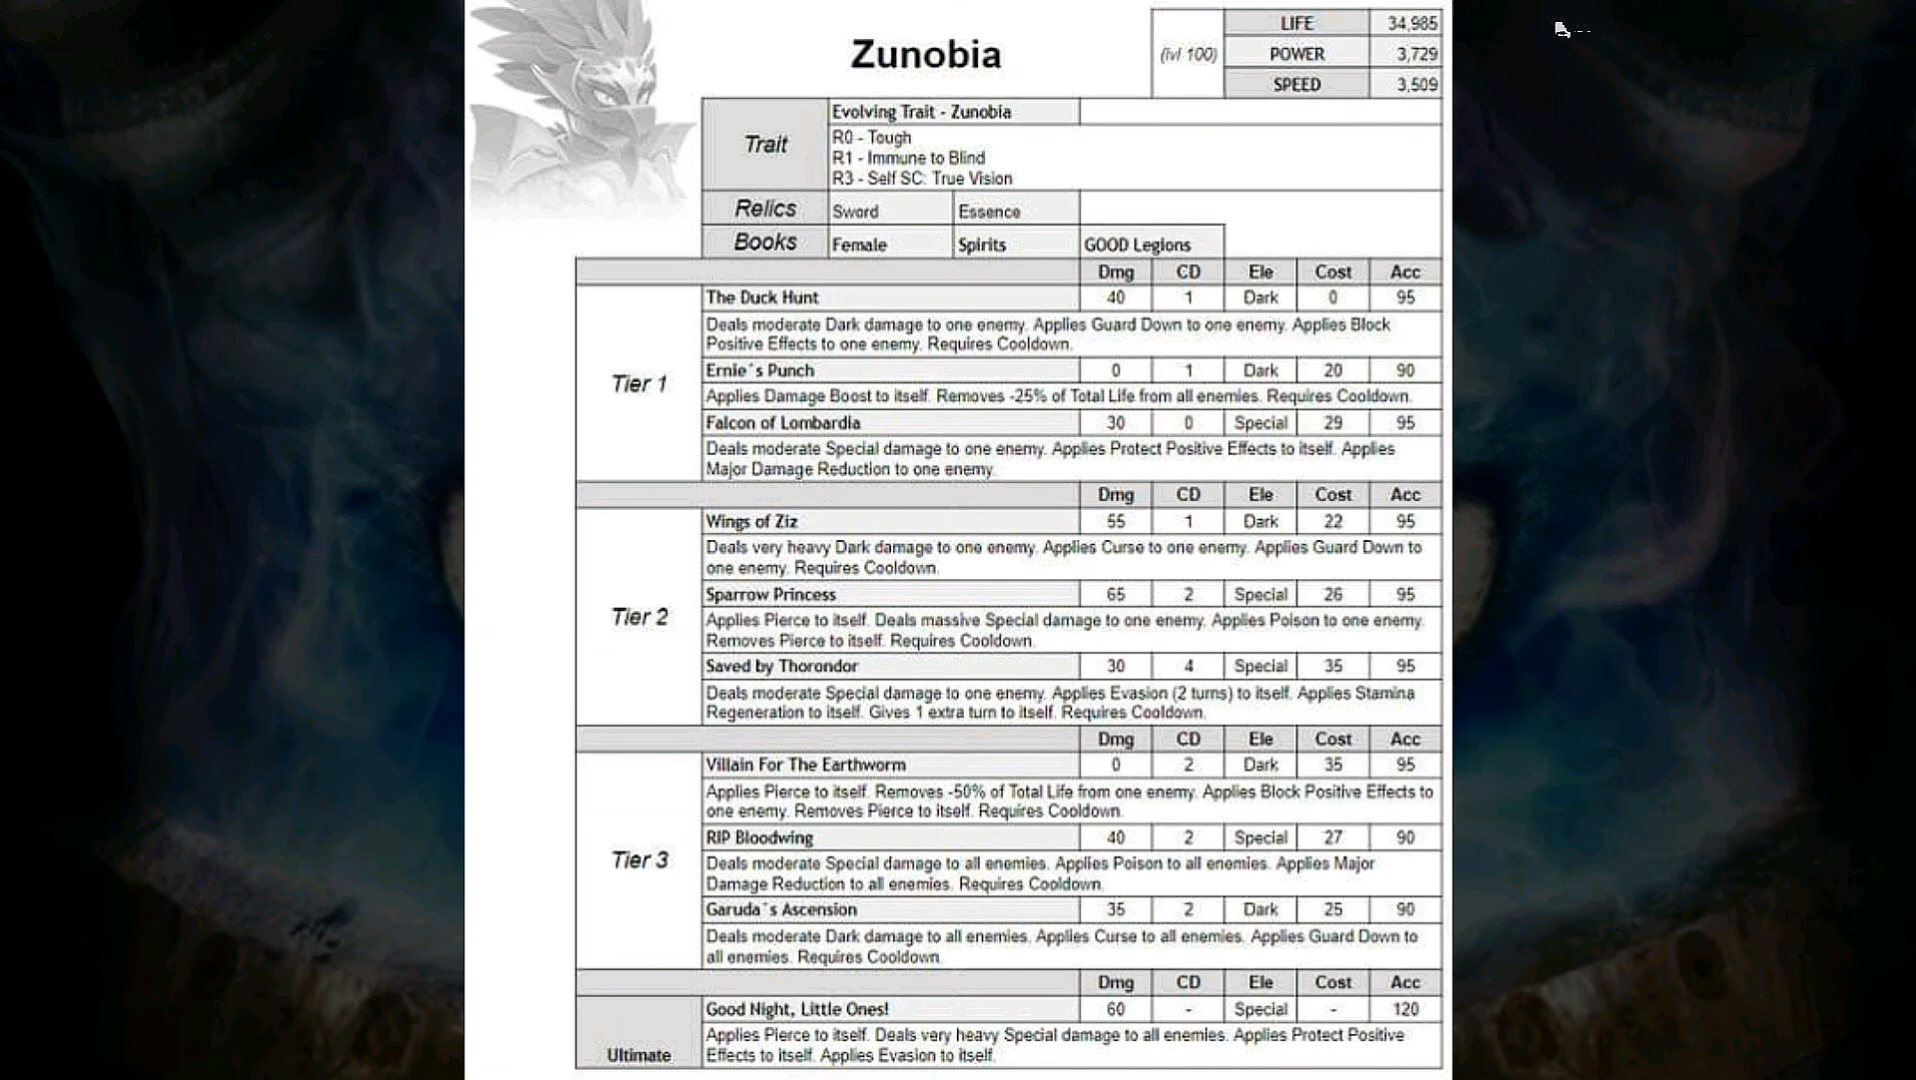 Zunobia
(lvl 100)
LIFE 34,985
POWER 3,729
SPEED 3,509
Trait
Evolving Trait - Zunobia
R0 - Tough
R1 - Immune to Blind
R3 - Self SC: True Vision
Relics Sword Essence
Books Female Spirits GOOD Legions
Dmg CD Ele Cost Acc
Tier 1
The Duck Hunt 40 1 Dark 0 95
Deals moderate Dark damage to one enemy. Applies Guard Down to one enemy. Applies Block
Positive Effects to one enemy. Requires Cooldown.
Ernie´s Punch 0 1 Dark 20 90
Applies Damage Boost to itself. Removes -25% of Total Life from all enemies. Requires Cooldown.
Falcon of Lombardia 30 0 Special 29 95
Deals moderate Special damage to one enemy. Applies Protect Positive Effects to itself. Applies
Major Damage Reduction to one enemy.
Dmg CD Ele Cost Acc
Tier 2
Wings of Ziz 55 1 Dark 22 95
Deals very heavy Dark damage to one enemy. Applies Curse to one enemy. Applies Guard Down to
one enemy. Requires Cooldown.
Sparrow Princess 65 2 Special 26 95
Applies Pierce to itself. Deals massive Special damage to one enemy. Applies Poison to one enemy.
Removes Pierce to itself. Requires Cooldown.
Saved by Thorondor 30 4 Special 35 95
Deals moderate Special damage to one enemy. Applies Evasion (2 turns) to itself. Applies Stamina
Regeneration to itself. Gives 1 extra turn to itself. Requires Cooldown.
Dmg CD Ele Cost Acc
Tier 3
Villain For The Earthworm 0 2 Dark 35 95
Applies Pierce to itself. Removes -50% of Total Life from one enemy. Applies Block Positive Effects to
one enemy. Removes Pierce to itself. Requires Cooldown.
RIP Bloodwing 40 2 Special 27 90
Deals moderate Special damage to all enemies. Applies Poison to all enemies. Applies Major
Damage Reduction to all enemies. Requires Cooldown.
Garuda´s Ascension 35 2 Dark 25 90
Deals moderate Dark damage to all enemies. Applies Curse to all enemies. Applies Guard Down to
all enemies. Requires Cooldown.
Dmg CD Ele Cost Acc
Ultimate
Good Night, Little Ones! 60 - Special - 120
Applies Pierce to itself. Deals very heavy Special damage to all enemies. Applies Protect Positive
Effects to itself. Applies Evasion to itself.